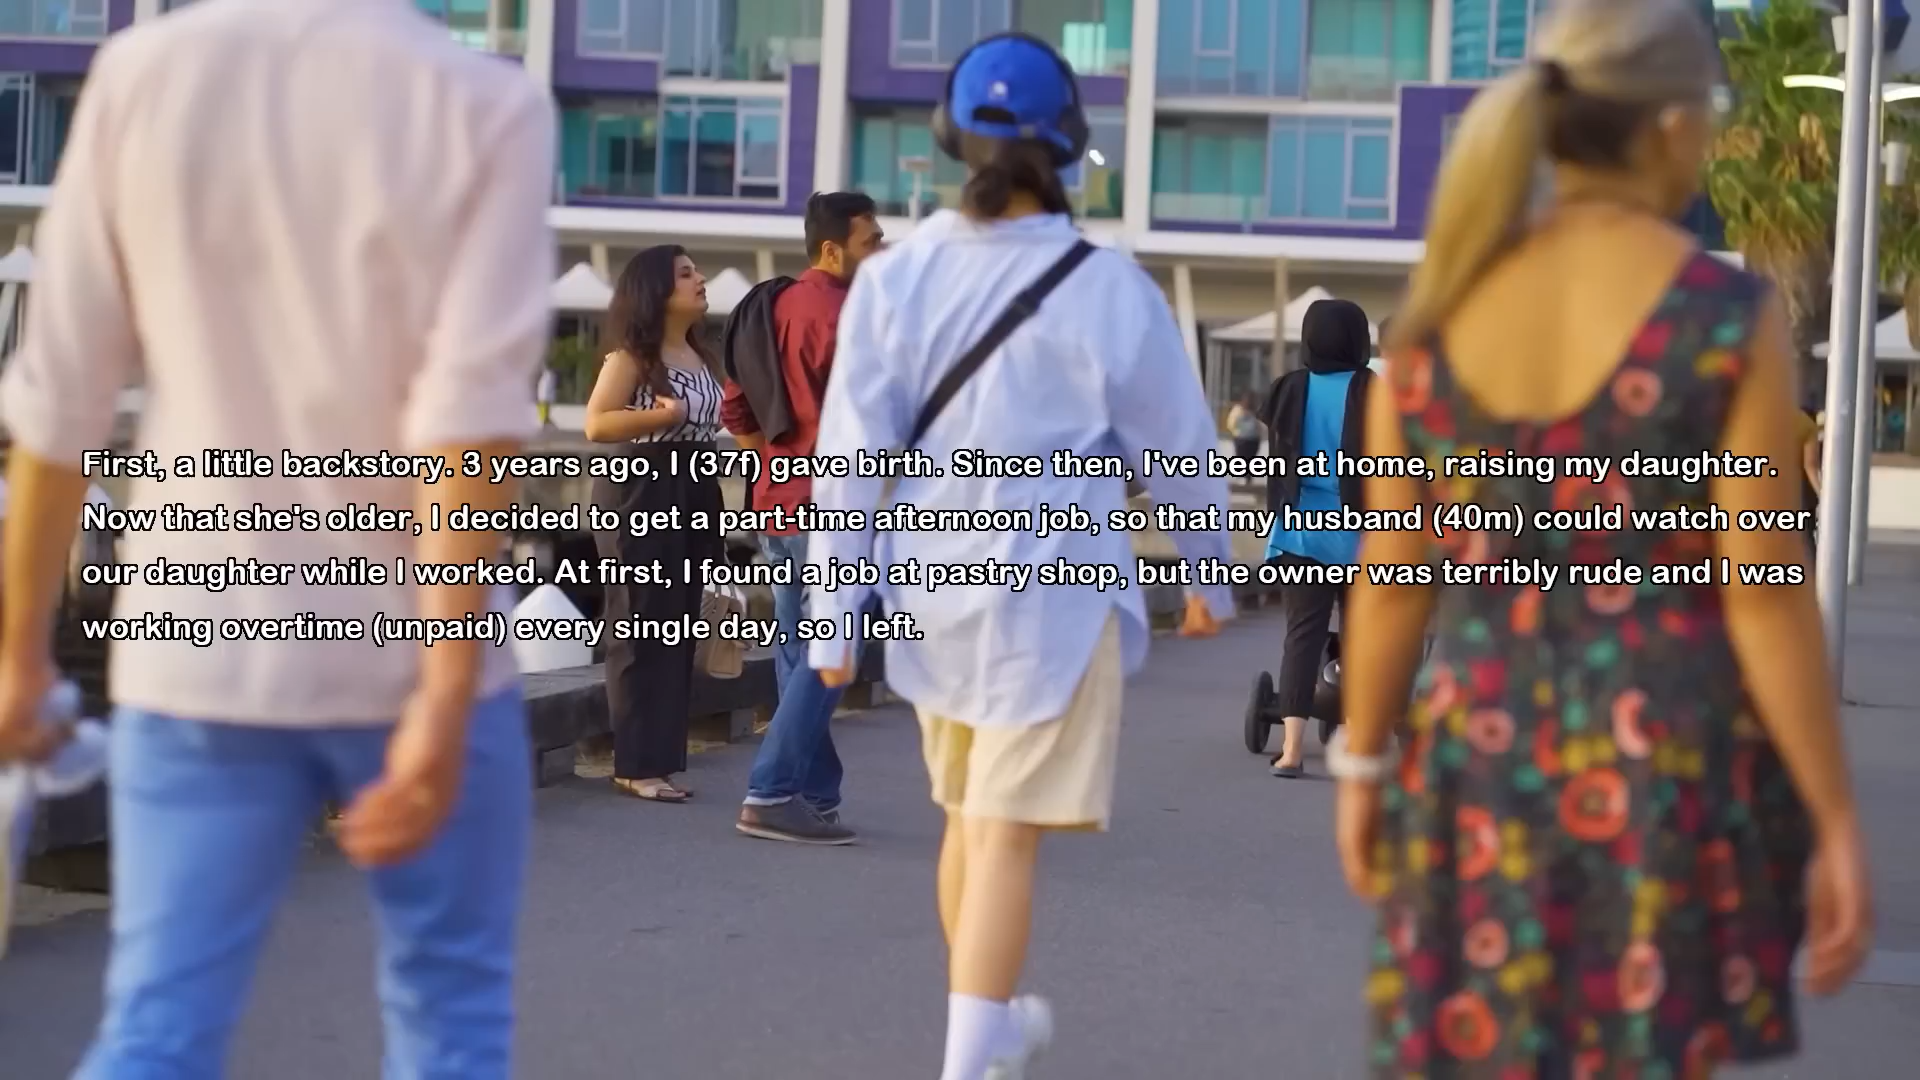 First, a little backstory. 3 years ago, I (37f) gave birth. Since then, I've been at home, raising my daughter.
Now that she's older, I decided to get a part-time afternoon job, so that my husband (40m) could watch over
our daughter while I worked. At first, I found a job at pastry shop, but the owner was terribly rude and I was
working overtime (unpaid) every single day, so I left.